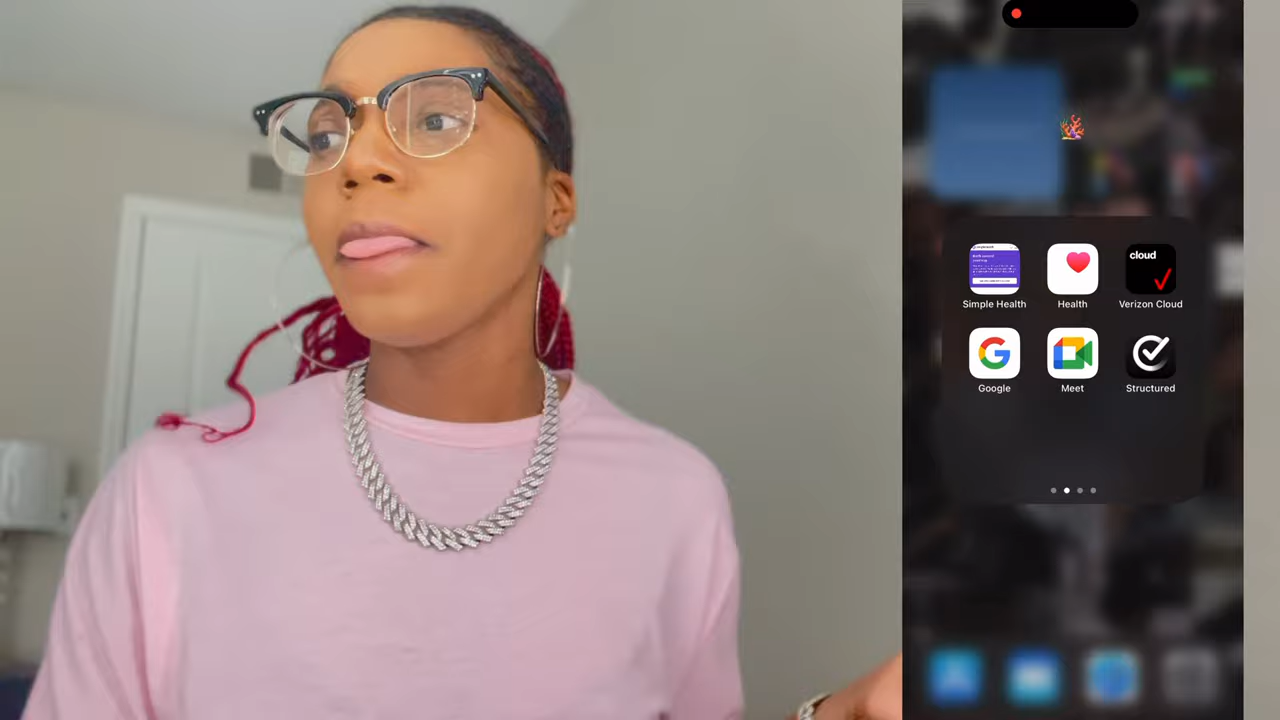 cloud
Simple Health
Health
Verizon Cloud
Google
Meet
Structured